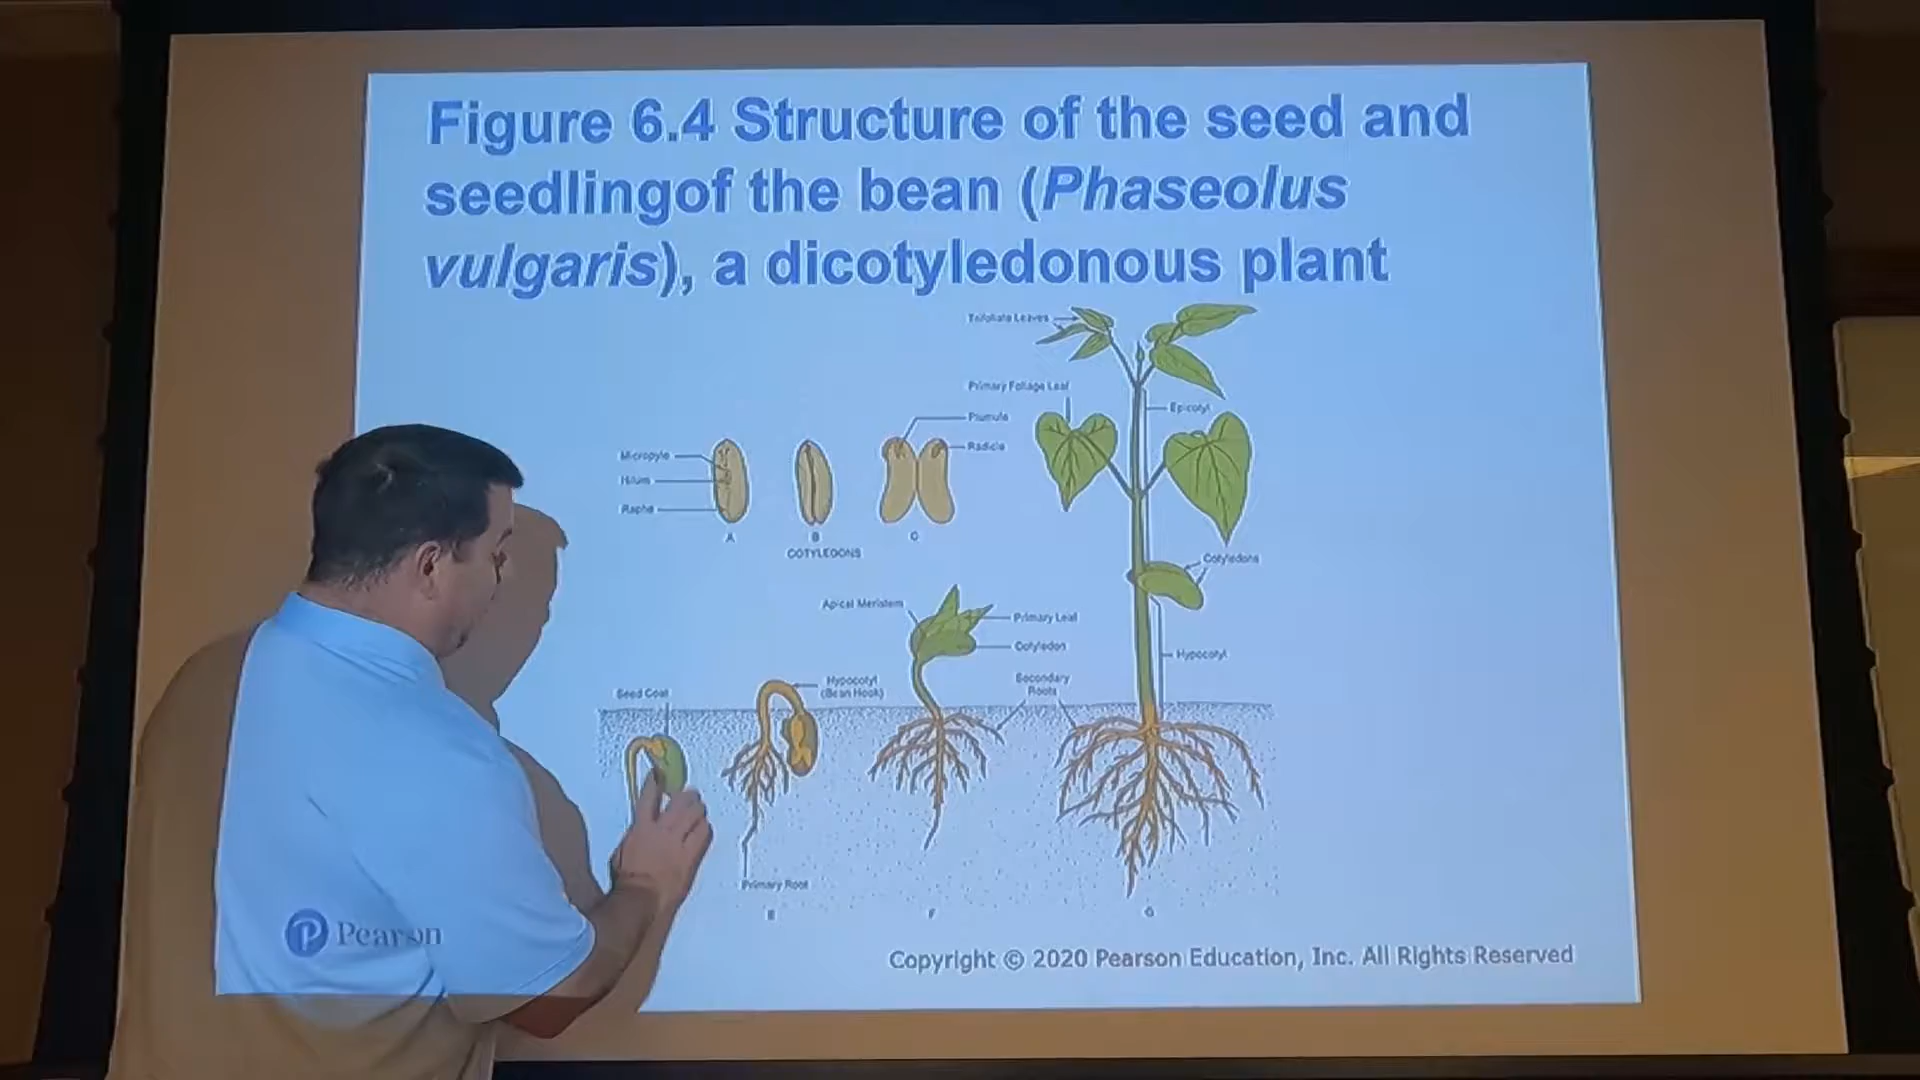 Figure 6.4 Structure of the seed and
seedlingof the bean (Phaseolus
vulgaris), a dicotyledonous plant
Trifoliate Leaves
Primary Foliage Leaf
Plumule
Radicle
Epicotyl
Micropyle
Hilum
Raphe
A
B
C
COTYLEDONS
Cotyledons
Apical Meristem
Primary Leaf
Cotyledon
Hypocotyl
Seed Coat
Hypocotyl
(Bean Hook)
Secondary
Roots
Primary Root
E
F
G
Pearson
Copyright © 2020 Pearson Education, Inc. All Rights Reserved